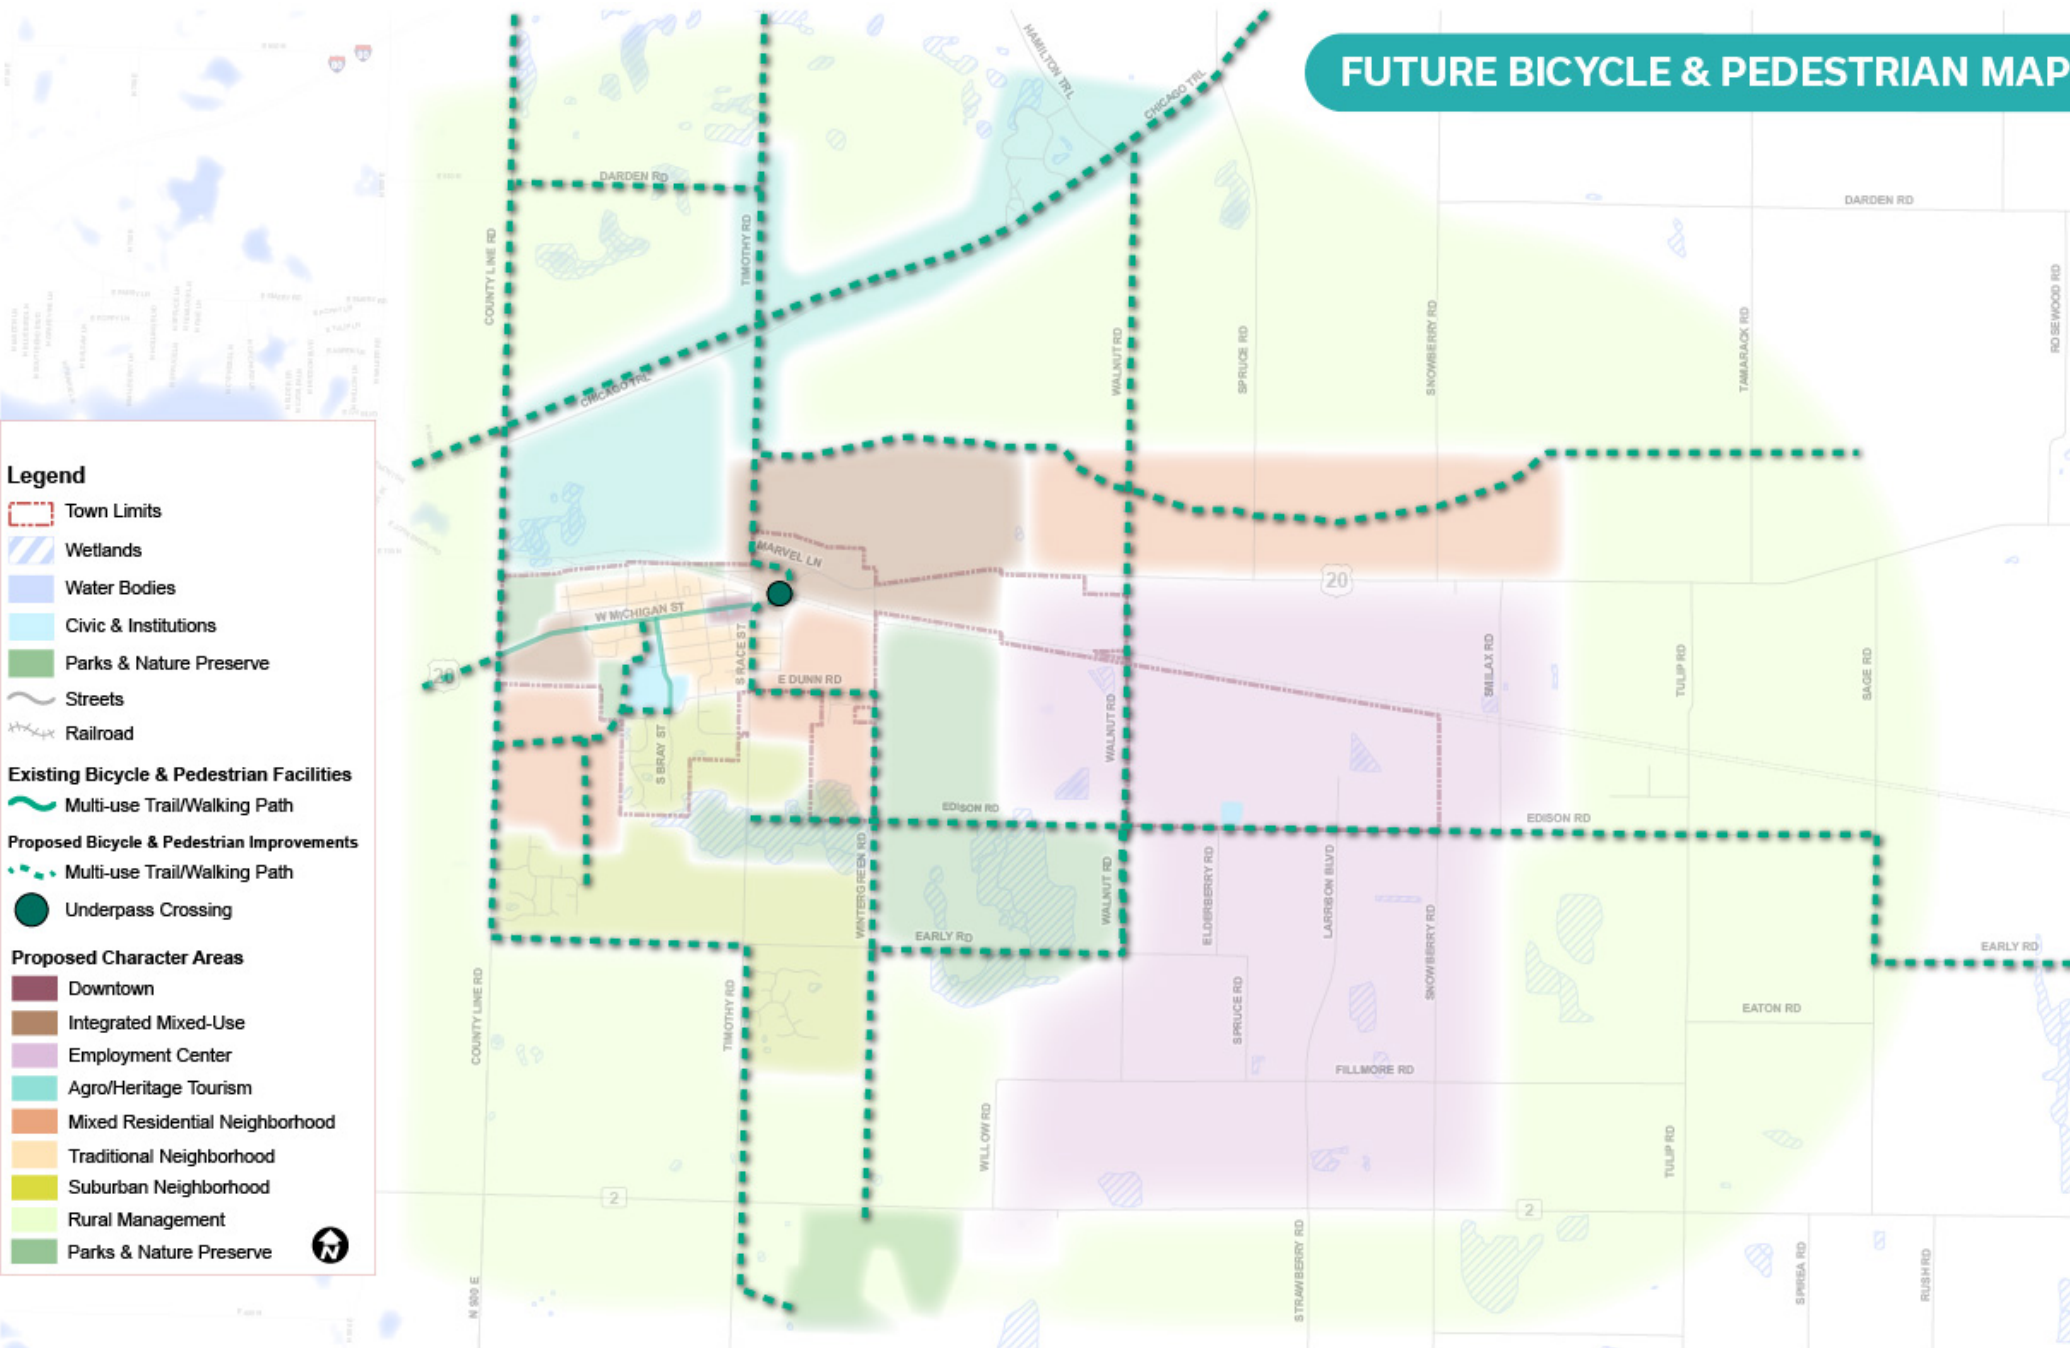 FUTURE BICYCLE & PEDESTRIAN MAP
HAMILTON TRL
CHICAGO TRL
DARDEN RD
DARDEN RD
COUNTY LINE RD
TIMOTHY RD
WALNUT RD
SPRUCE RD
SNOWBERRY RD
TAMARACK RD
ROSEWOOD RD
CHICAGO TRL
90
MARVEL LN
20
W MICHIGAN ST
20
S RACE ST
E DUNN RD
S BRAY ST
WALNUT RD
SMILAX RD
TULIP RD
SAGE RD
EDISON RD
EDISON RD
WINTERGREEN RD
WALNUT RD
ELDERBERRY RD
LARRISON BLVD
SNOWBERRY RD
EARLY RD
EARLY RD
COUNTY LINE RD
TIMOTHY RD
SPRUCE RD
EATON RD
FILLMORE RD
WILLOW RD
TULIP RD
2
2
N 900 E
STRAWBERRY RD
SPIREA RD
RUSH RD
Legend
Town Limits
Wetlands
Water Bodies
Civic & Institutions
Parks & Nature Preserve
Streets
Railroad
Existing Bicycle & Pedestrian Facilities
Multi-use Trail/Walking Path
Proposed Bicycle & Pedestrian Improvements
Multi-use Trail/Walking Path
Underpass Crossing
Proposed Character Areas
Downtown
Integrated Mixed-Use
Employment Center
Agro/Heritage Tourism
Mixed Residential Neighborhood
Traditional Neighborhood
Suburban Neighborhood
Rural Management
Parks & Nature Preserve
N